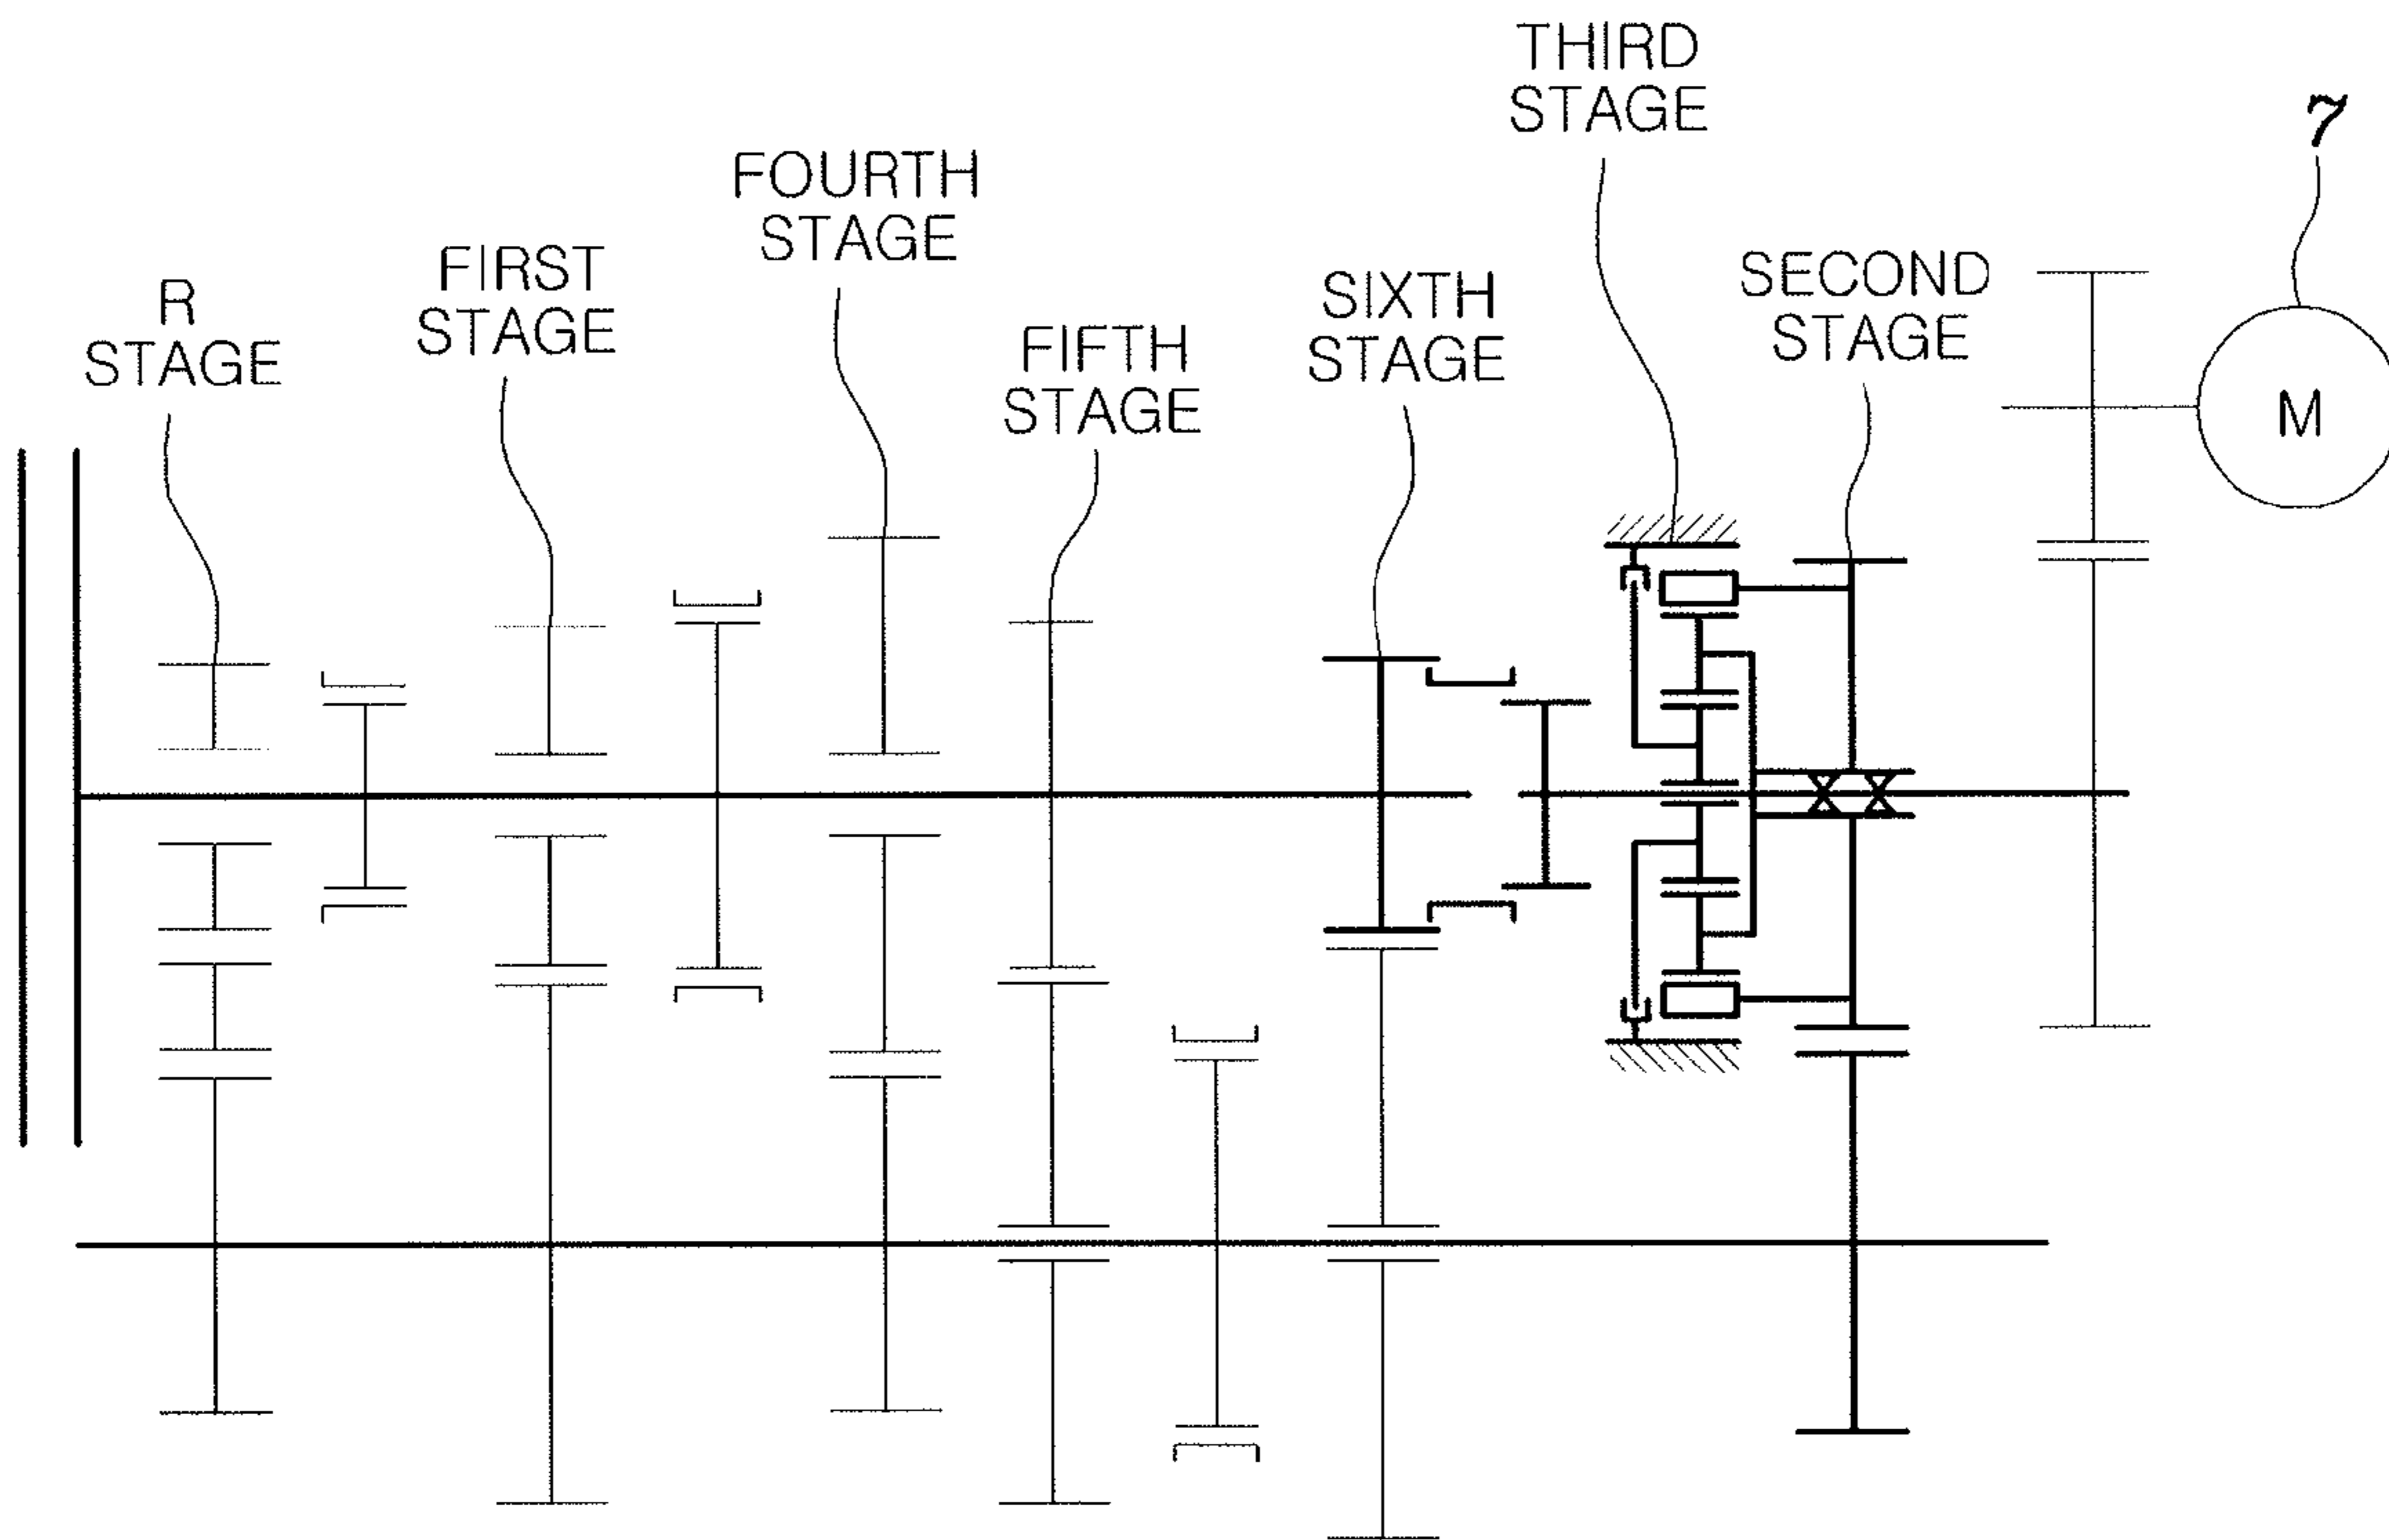 THIRD
STAGE
7
FOURTH
STAGE
FIRST
STAGE
SECOND
STAGE
SIXTH
STAGE
R
STAGE
FIFTH
STAGE
M